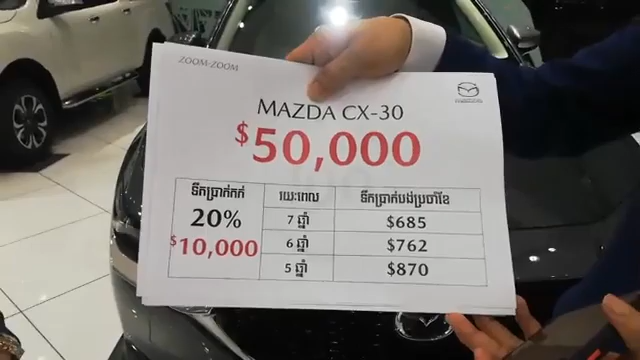 ZOOM-ZOOM
MAZDA CX-30
$50,000
ទឹកប្រាក់កក់
20%
$10,000
រយៈពេល
ទឹកប្រាក់បង់ប្រចាំខែ
7 ឆ្នាំ
$685
6 ឆ្នាំ
$762
5 ឆ្នាំ
$870